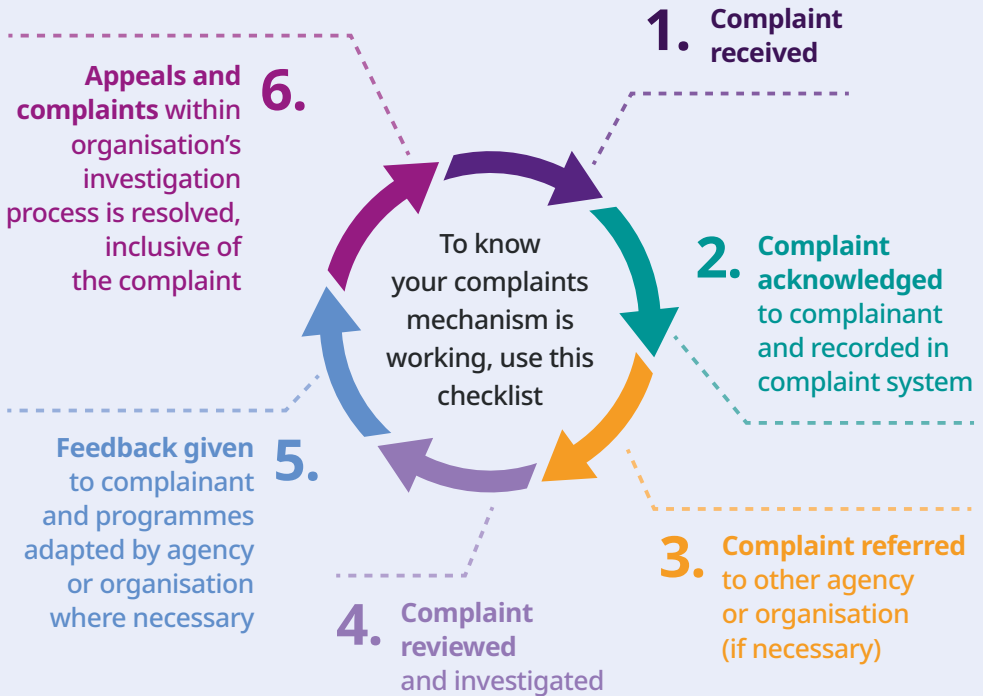 1. Complaint
received
2. Complaint
acknowledged
to complainant
and recorded in
complaint system
3. Complaint referred
to other agency
or organisation
(if necessary)
4. Complaint
reviewed
and investigated
5. Feedback given
to complainant
and programmes
adapted by agency
or organisation
where necessary
6. Appeals and
complaints within
organisation’s
investigation
process is resolved,
inclusive of
the complaint
To know
your complaints
mechanism is
working, use this
checklist